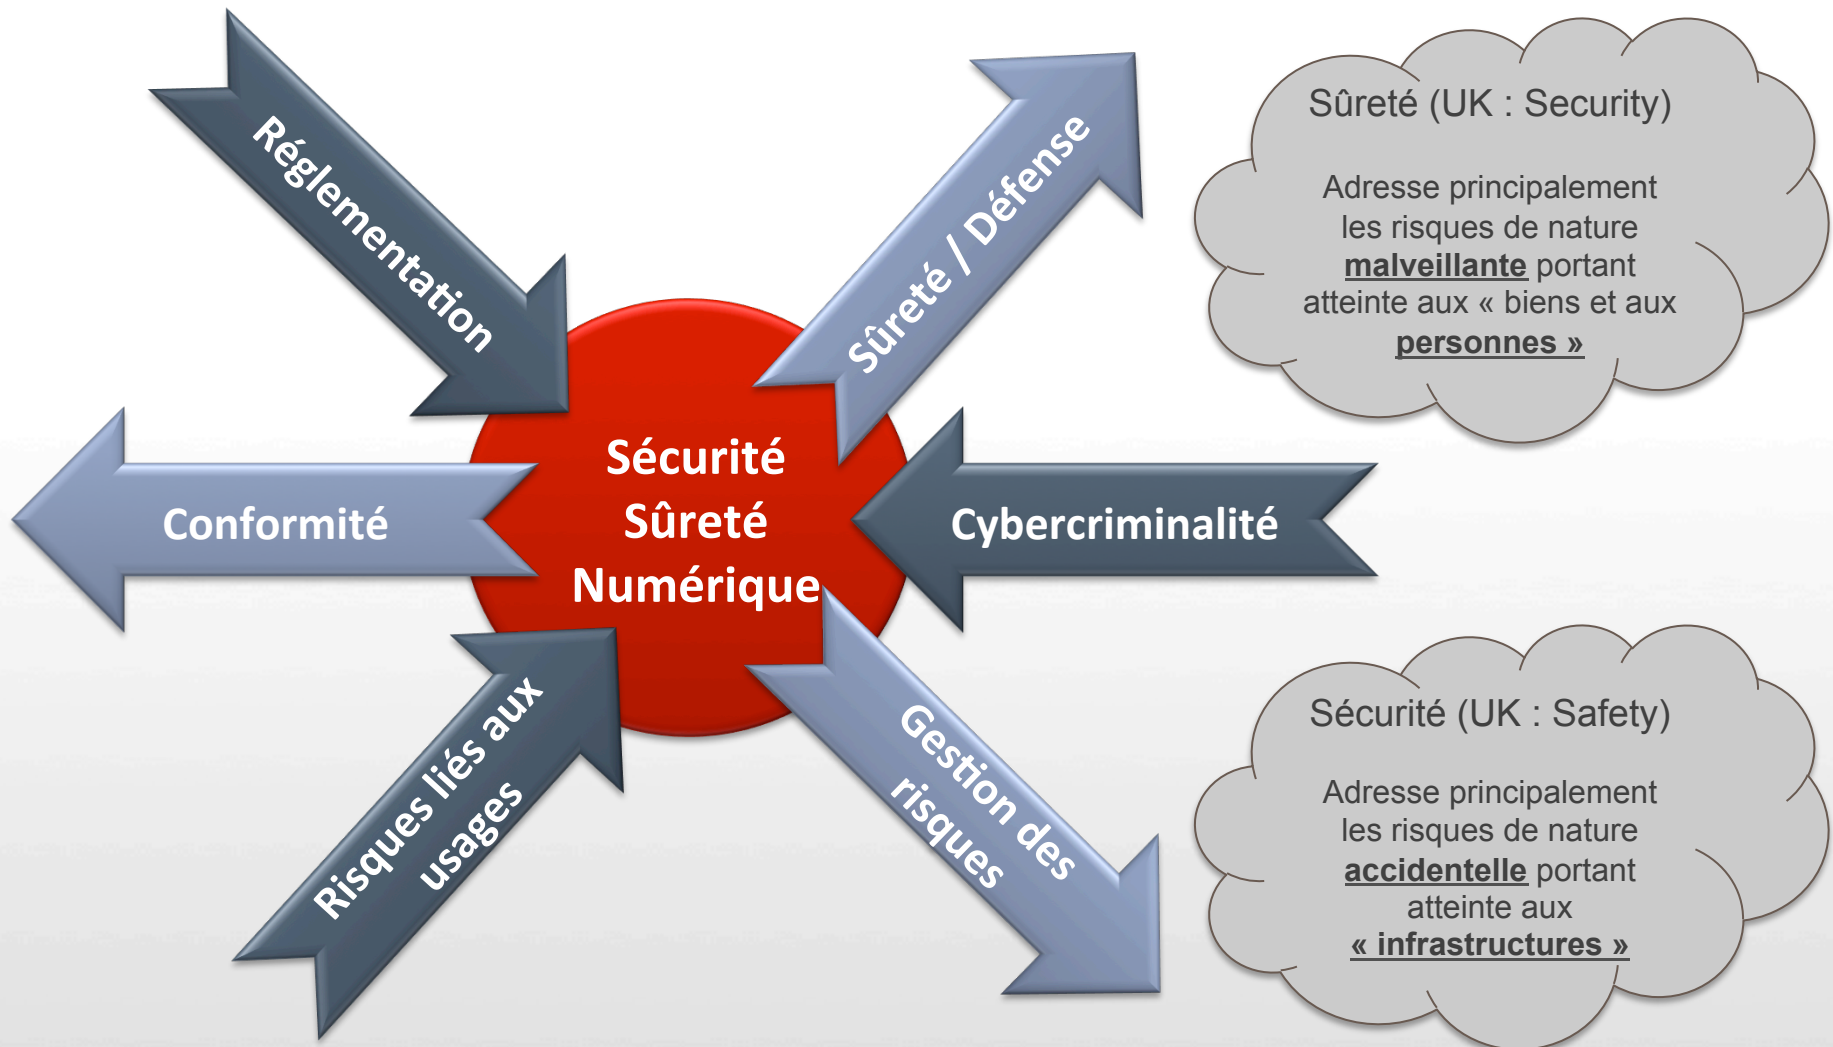 Réglementation
Sûreté / Défense
Conformité
Sécurité
Sûreté
Numérique
Cybercriminalité
Risques liés aux
usages
Gestion des
risques
Sûreté (UK : Security)
Adresse principalement
les risques de nature
malveillante portant
atteinte aux « biens et aux
personnes »
Sécurité (UK : Safety)
Adresse principalement
les risques de nature
accidentelle portant
atteinte aux
« infrastructures »